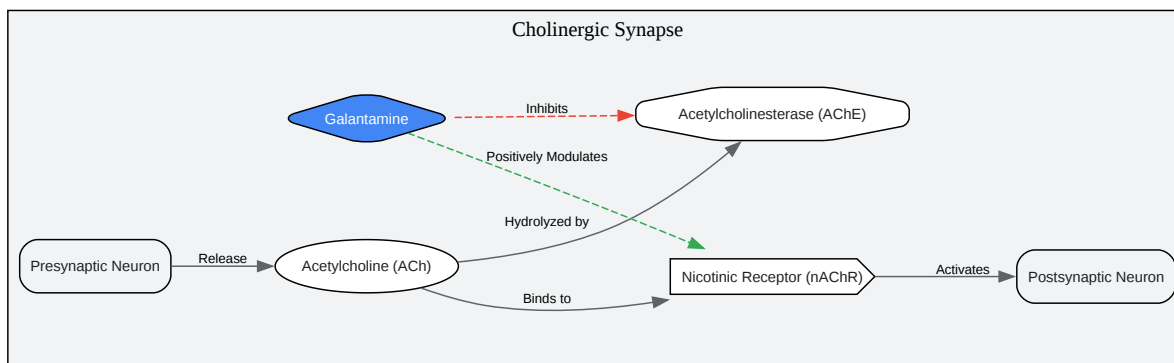 Cholinergic Synapse
Inhibits
Acetylcholinesterase (AChE)
Galantamine
Positively Modulates
Hydrolyzed by
Release
Presynaptic Neuron
Acetylcholine (ACh)
Activates
Nicotinic Receptor (nAChR)
Postsynaptic Neuron
Binds to